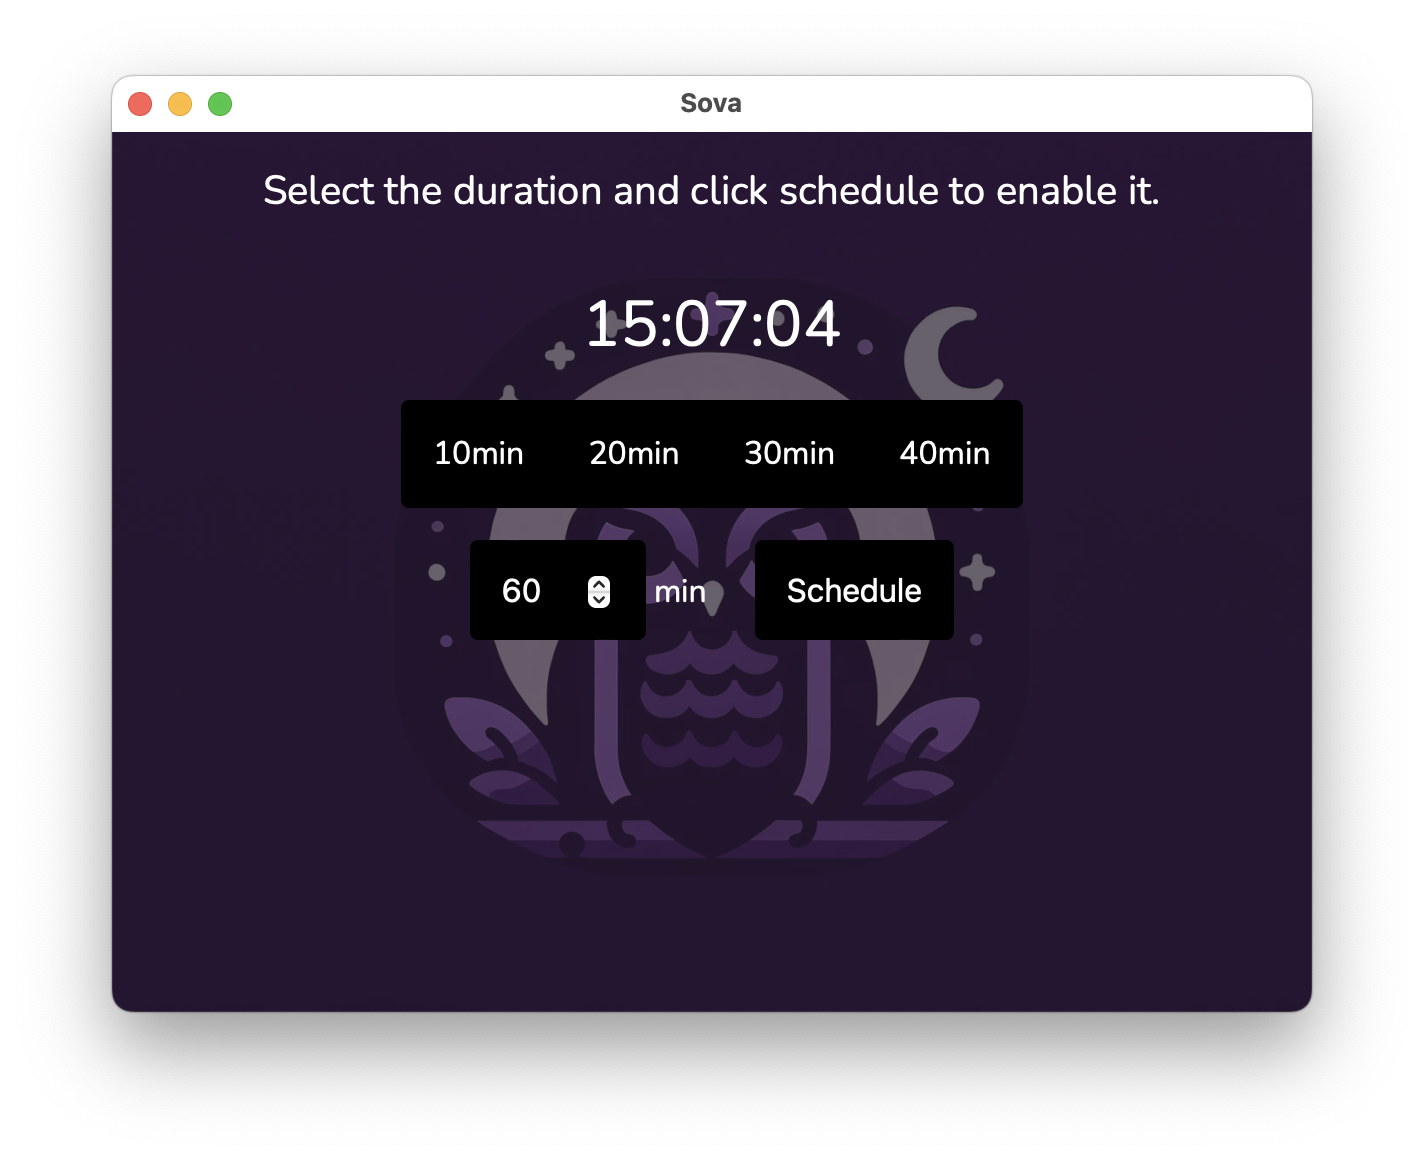 Sova
Select the duration and click schedule to enable it.
15:07:04
10min 20min 30min 40min
60 min Schedule